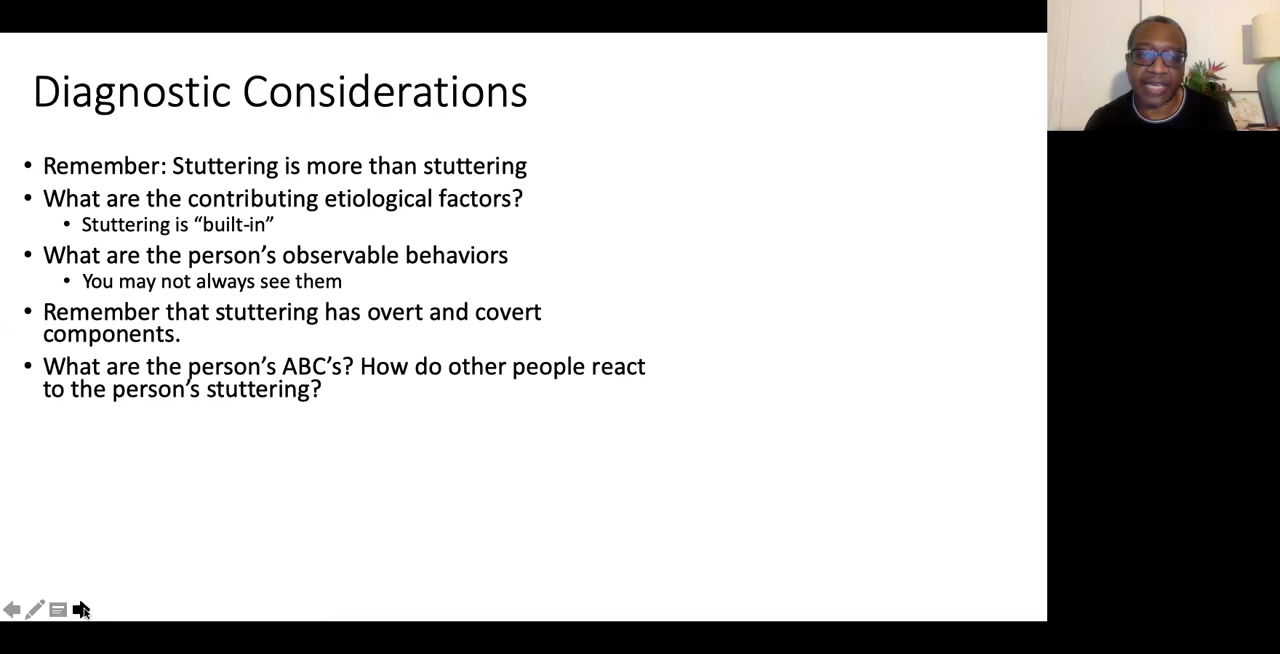 Diagnostic Considerations
• Remember: Stuttering is more than stuttering
• What are the contributing etiological factors?
• Stuttering is “built-in”
• What are the person’s observable behaviors
• You may not always see them
• Remember that stuttering has overt and covert
components.
• What are the person’s ABC’s? How do other people react
to the person’s stuttering?